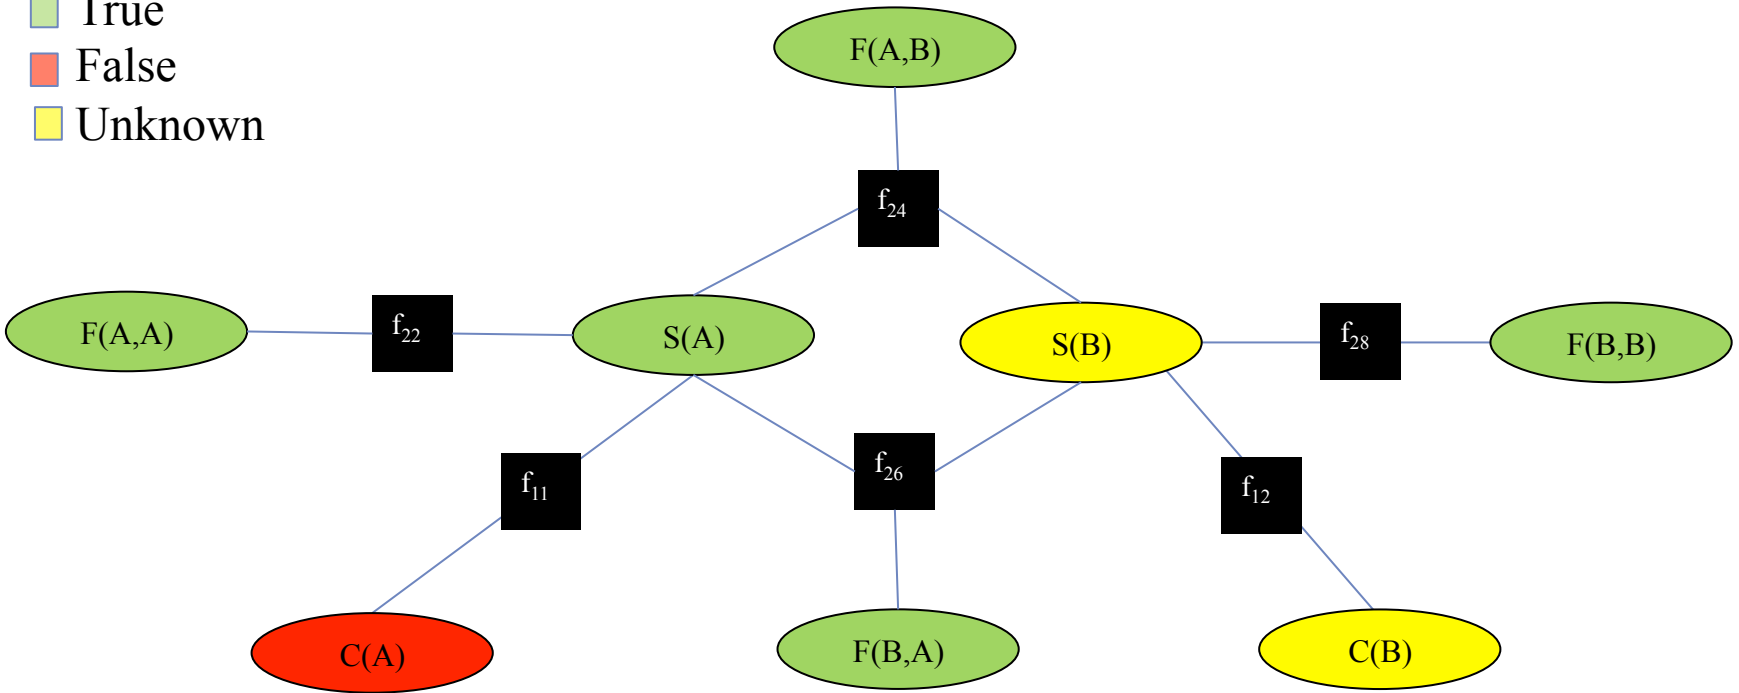 True
False
Unknown
F(A,B)
f24
F(A,A)
f22
S(A)
S(B)
f28
F(B,B)
f11
f26
f12
C(A)
F(B,A)
C(B)